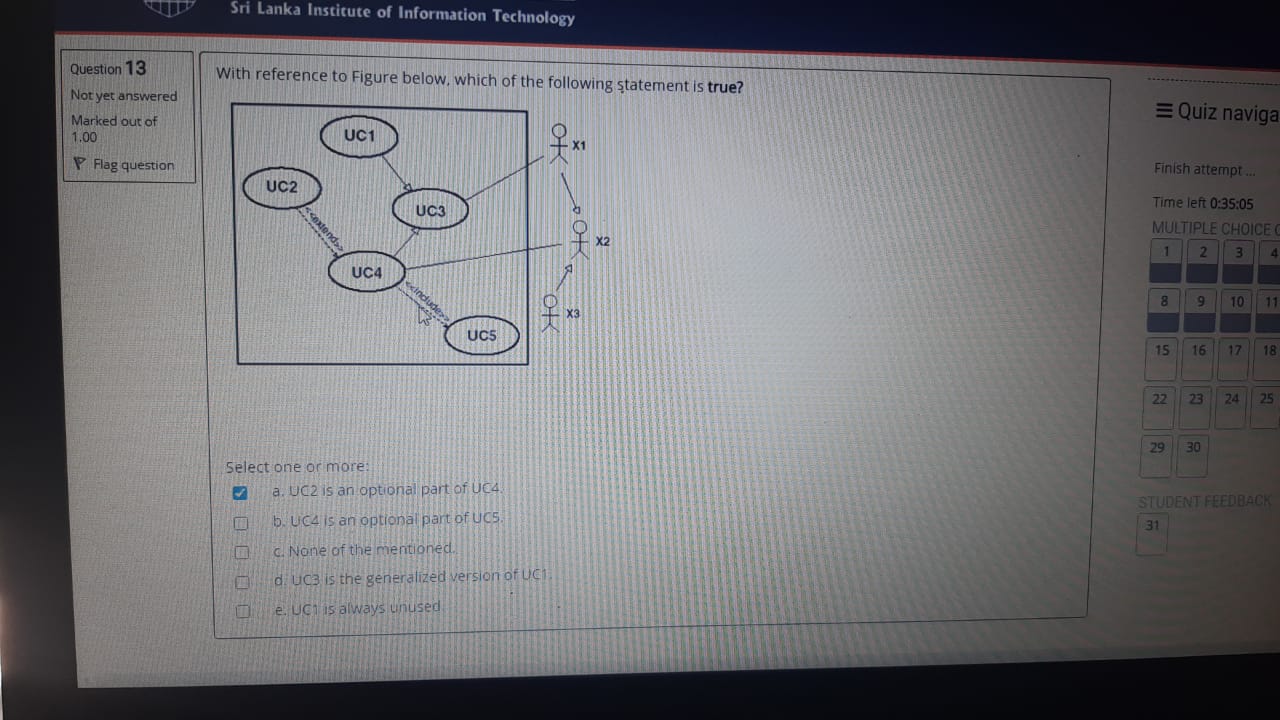 Sri Lanka Institute of Information Technology
Question 13
Not yet answered
Marked out of
1.00
Flag question
With reference to Figure below, which of the following statement is true?
UC1
X1
UC2
UC3
<<extend>>
X2
UC4
<<include>>
X3
UC5
Select one or more:
a. UC2 is an optional part of UC4.
b. UC4 is an optional part of UC5.
c. None of the mentioned.
d. UC3 is the generalized version of UC1.
e. UC1 is always unused.
Quiz naviga
Finish attempt ...
Time left 0:35:05
MULTIPLE CHOICE
1 2 3 4
8 9 10 11
15 16 17 18
22 23 24 25
29 30
STUDENT FEEDBACK
31